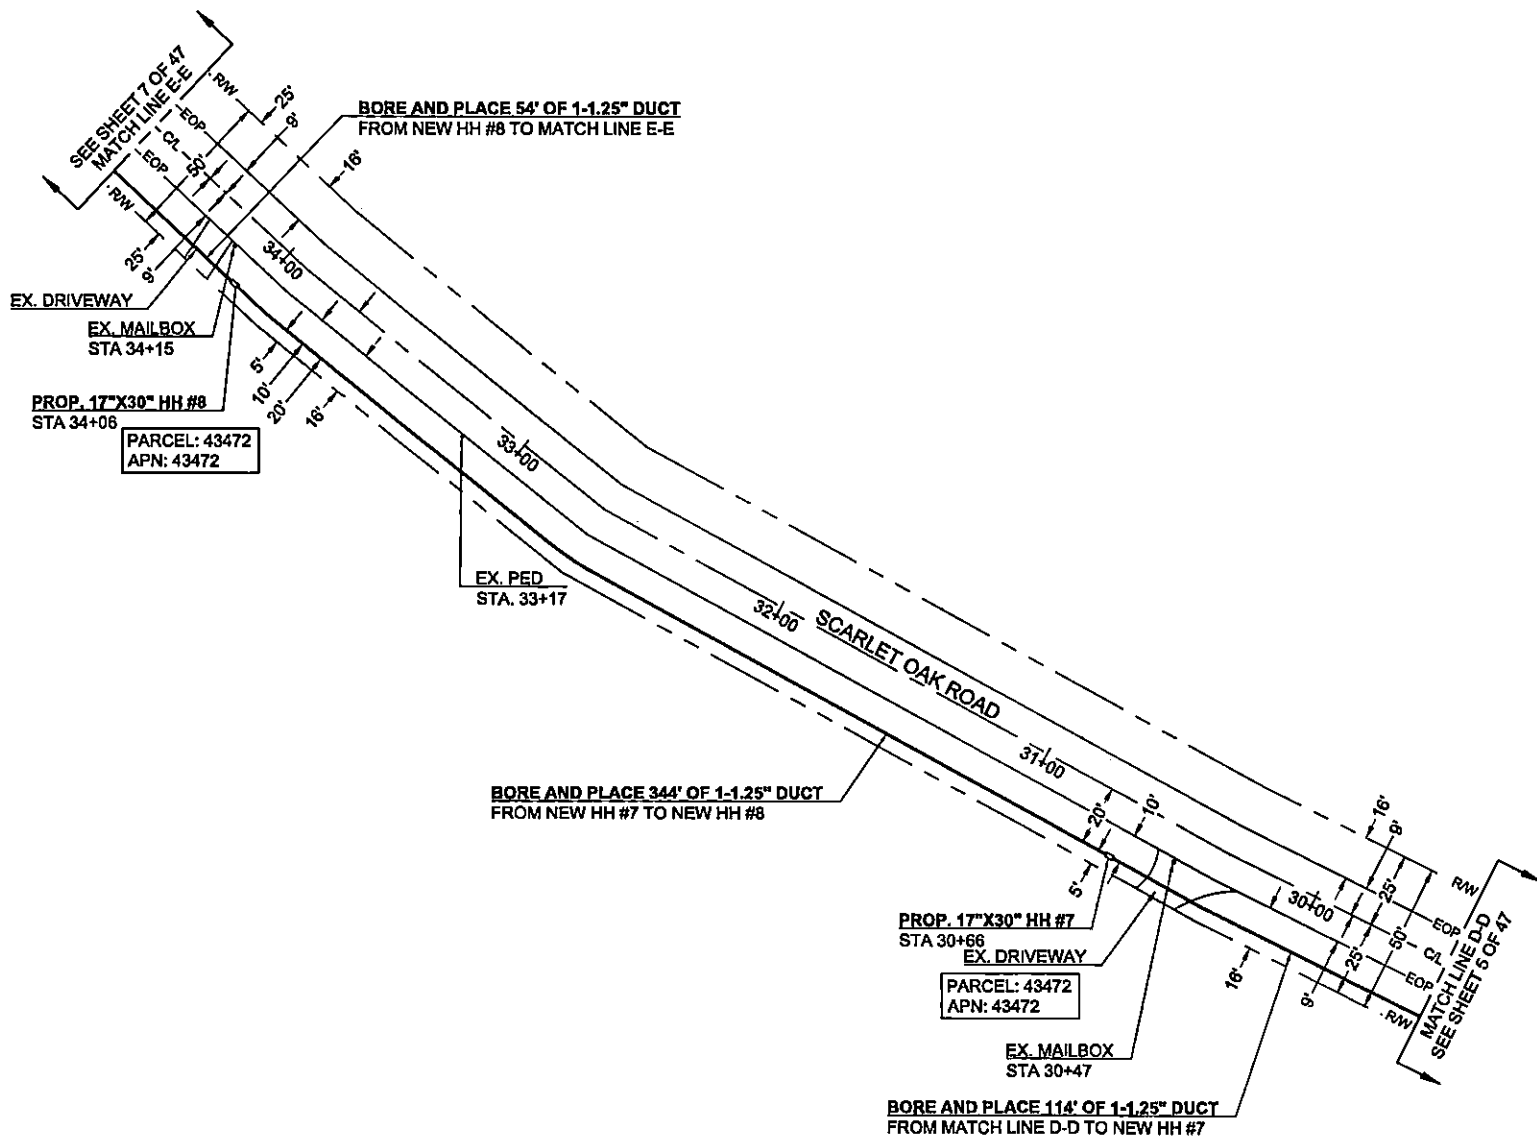 SEE SHEET 7 OF 47
MATCH LINE E-E
R/W
EOP
C/L
EOP
R/W
25'
9'
50'
16'
25'
9'
BORE AND PLACE 54' OF 1-1.25" DUCT
FROM NEW HH #8 TO MATCH LINE E-E
34+00
EX. DRIVEWAY
EX. MAILBOX
STA 34+15
PROP. 17"X30" HH #8
STA 34+06
PARCEL: 43472
APN: 43472
5'
10'
20'
16'
33+00
EX. PED
STA. 33+17
32+00
SCARLET OAK ROAD
31+00
BORE AND PLACE 344' OF 1-1.25" DUCT
FROM NEW HH #7 TO NEW HH #8
20'
10'
5'
16'
9'
25'
50'
30+00
25'
9'
16'
R/W
EOP
C/L
EOP
R/W
MATCH LINE D-D
SEE SHEET 5 OF 47
PROP. 17"X30" HH #7
STA 30+66
EX. DRIVEWAY
PARCEL: 43472
APN: 43472
EX. MAILBOX
STA 30+47
BORE AND PLACE 114' OF 1-1.25" DUCT
FROM MATCH LINE D-D TO NEW HH #7